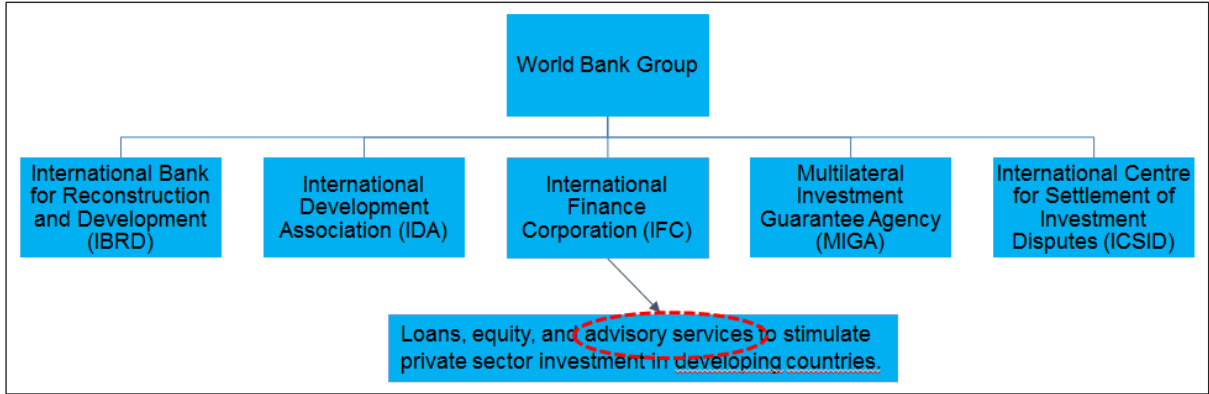 World Bank Group
International Bank
for Reconstruction
and Development
(IBRD)
International
Development
Association (IDA)
International
Finance
Corporation (IFC)
Multilateral
Investment
Guarantee Agency
(MIGA)
International Centre
for Settlement of
Investment
Disputes (ICSID)
Loans, equity, and advisory services to stimulate
private sector investment in developing countries.